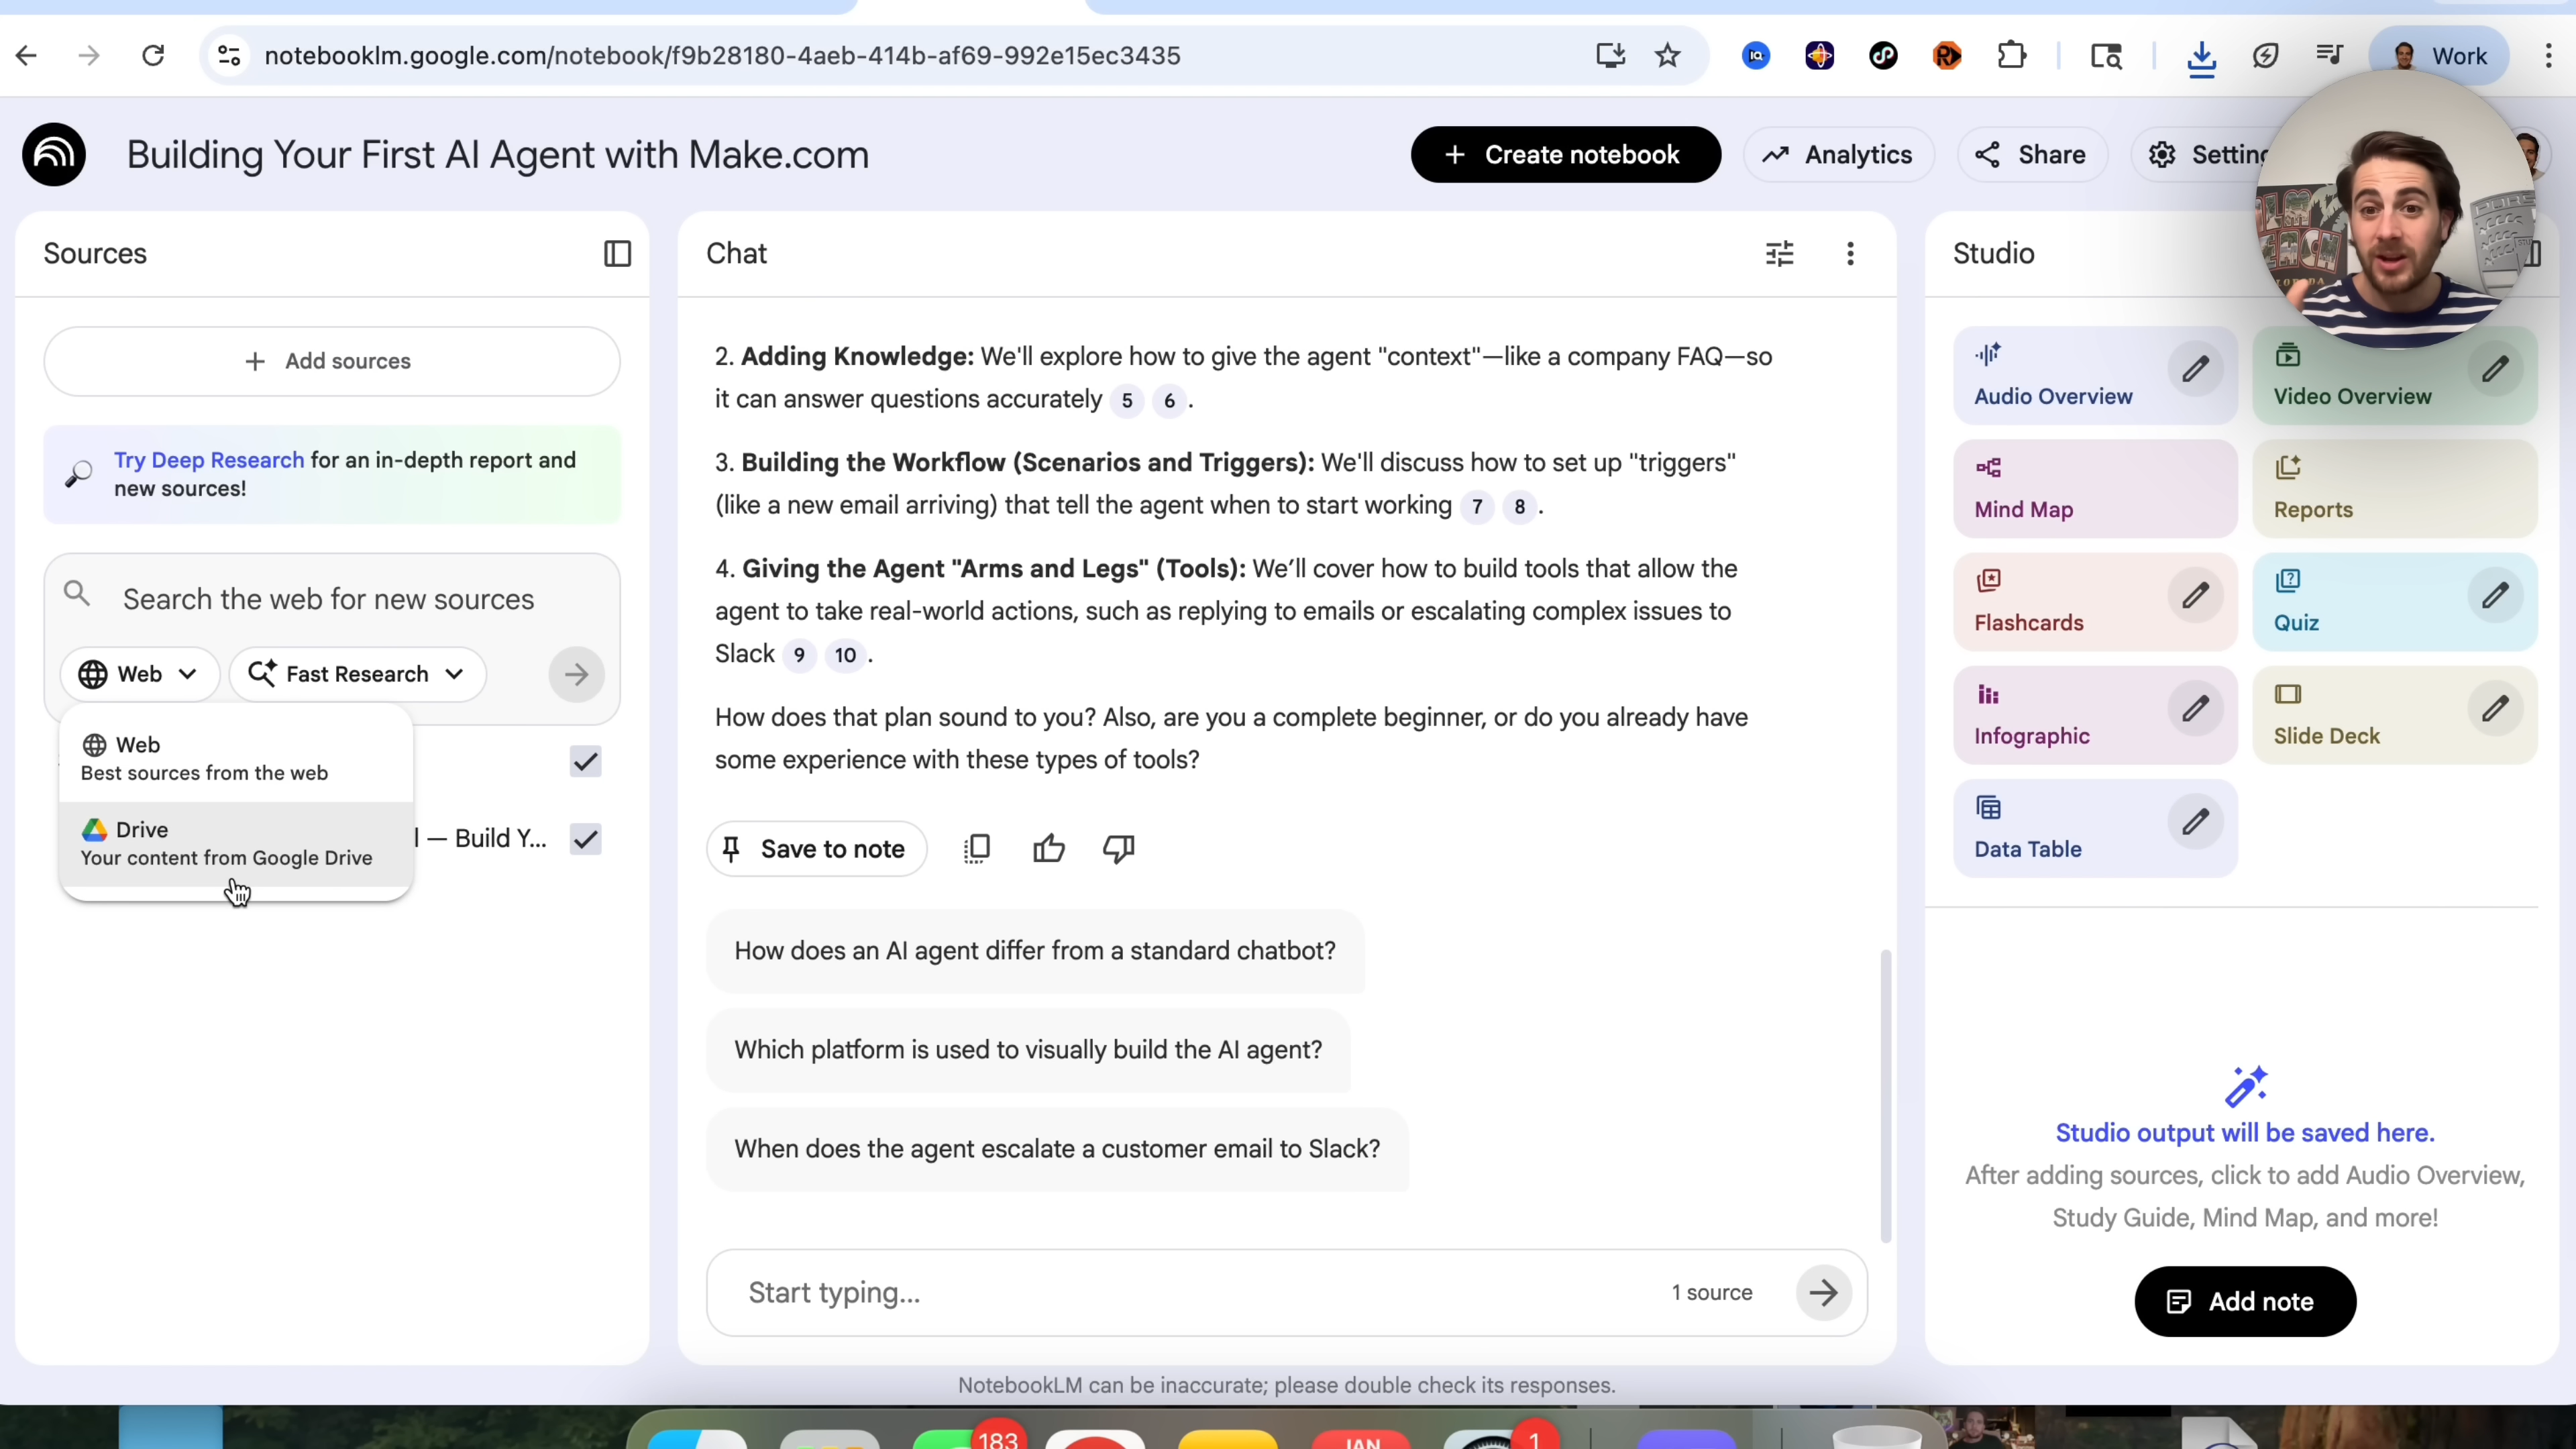 notebooklm.google.com/notebook/f9b28180-4aeb-414b-af69-992e15ec3435
Work
Building Your First AI Agent with Make.com
Create notebook
Analytics
Share
Setting
Sources
Add sources
Try Deep Research for an in-depth report and
new sources!
Search the web for new sources
Web
Fast Research
Web
Best sources from the web
Drive
Your content from Google Drive
— Build Y...
Chat
2. Adding Knowledge: We'll explore how to give the agent "context"—like a company FAQ—so
it can answer questions accurately 5 6 .
3. Building the Workflow (Scenarios and Triggers): We'll discuss how to set up "triggers"
(like a new email arriving) that tell the agent when to start working 7 8 .
4. Giving the Agent "Arms and Legs" (Tools): We’ll cover how to build tools that allow the
agent to take real-world actions, such as replying to emails or escalating complex issues to
Slack 9 10 .
How does that plan sound to you? Also, are you a complete beginner, or do you already have
some experience with these types of tools?
Save to note
How does an AI agent differ from a standard chatbot?
Which platform is used to visually build the AI agent?
When does the agent escalate a customer email to Slack?
Start typing...
1 source
NotebookLM can be inaccurate; please double check its responses.
Studio
Audio Overview
Video Overview
Mind Map
Reports
Flashcards
Quiz
Infographic
Slide Deck
Data Table
Studio output will be saved here.
After adding sources, click to add Audio Overview,
Study Guide, Mind Map, and more!
Add note
183
JAN
1